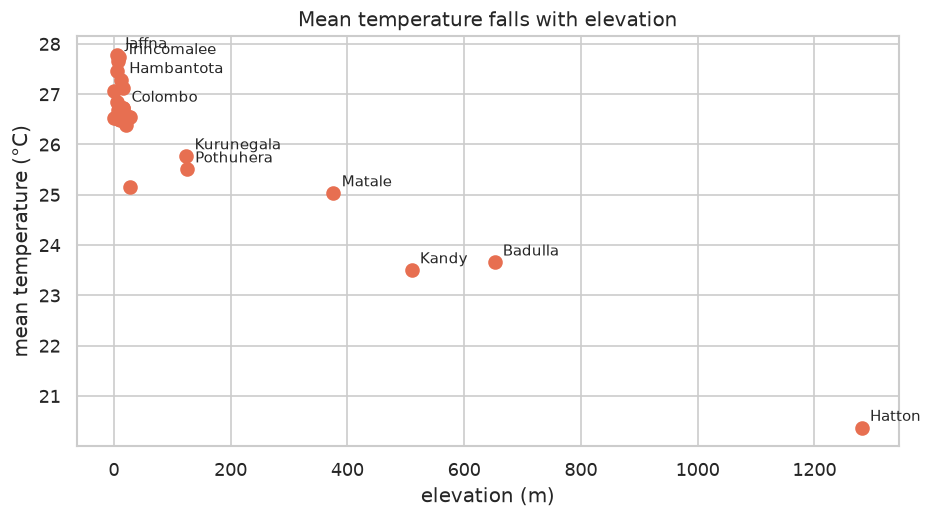 Mean temperature falls with elevation
mean temperature (°C)
28
27
26
25
24
23
22
21
Jaffna
Trincomalee
Hambantota
Colombo
Kurunegala
Pothuhera
Matale
Kandy
Badulla
Hatton
0 200 400 600 800 1000 1200
elevation (m)